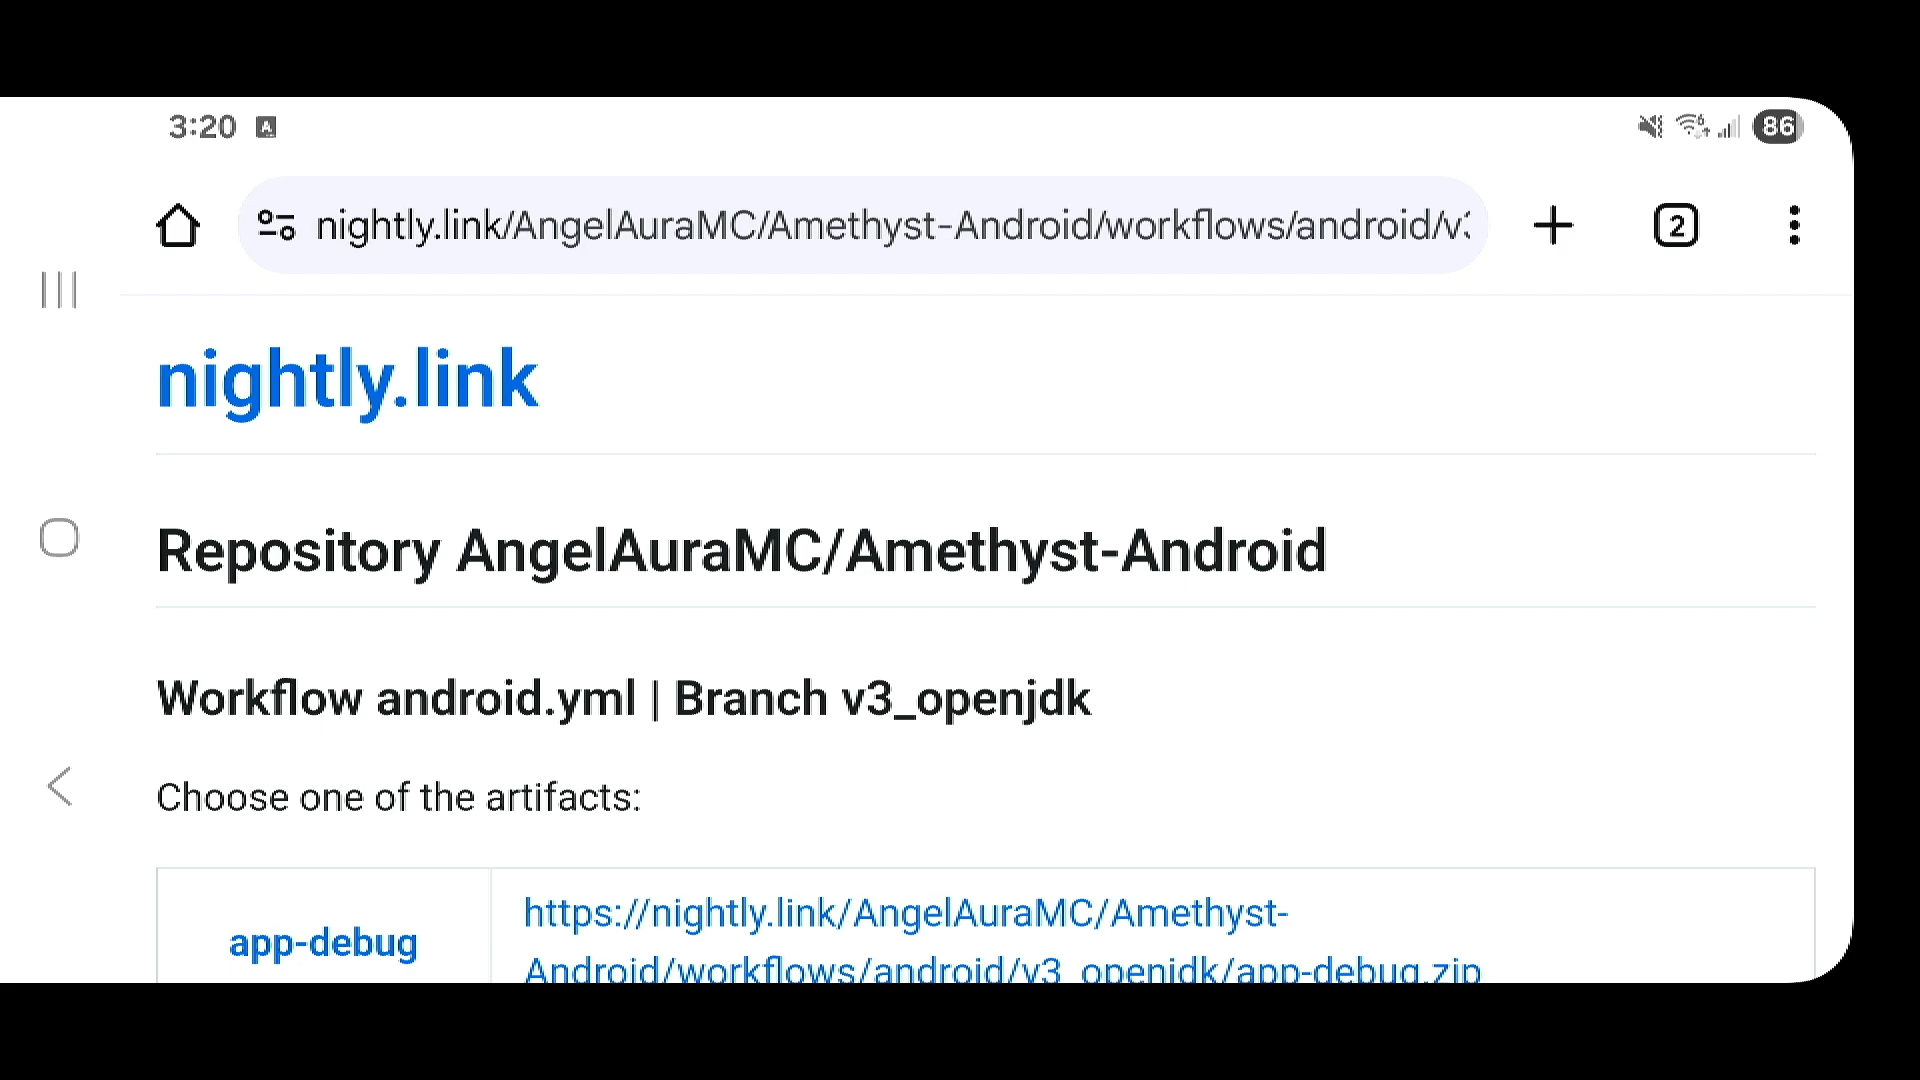 3:20 A
86
nightly.link/AngelAuraMC/Amethyst-Android/workflows/android/v
2
nightly.link
Repository AngelAuraMC/Amethyst-Android
Workflow android.yml | Branch v3_openjdk
Choose one of the artifacts:
app-debug
https://nightly.link/AngelAuraMC/Amethyst-
Android/workflows/android/v3_openjdk/app-debug.zip